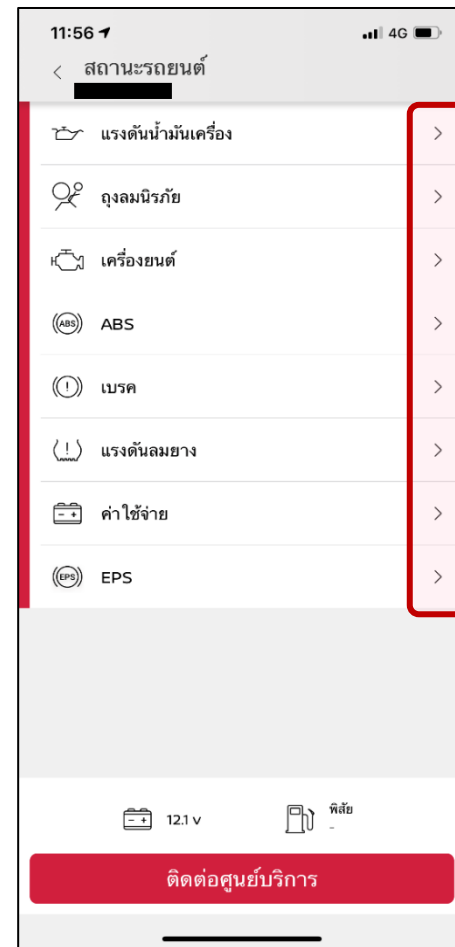 11:56 4G
สถานะรถยนต์
แรงดันน้ำมันเครื่อง
ถุงลมนิรภัย
เครื่องยนต์
(ABS) ABS
เบรค
แรงดันลมยาง
ค่าใช้จ่าย
(EPS) EPS
12.1 v พิสัย
-
ติดต่อศูนย์บริการ